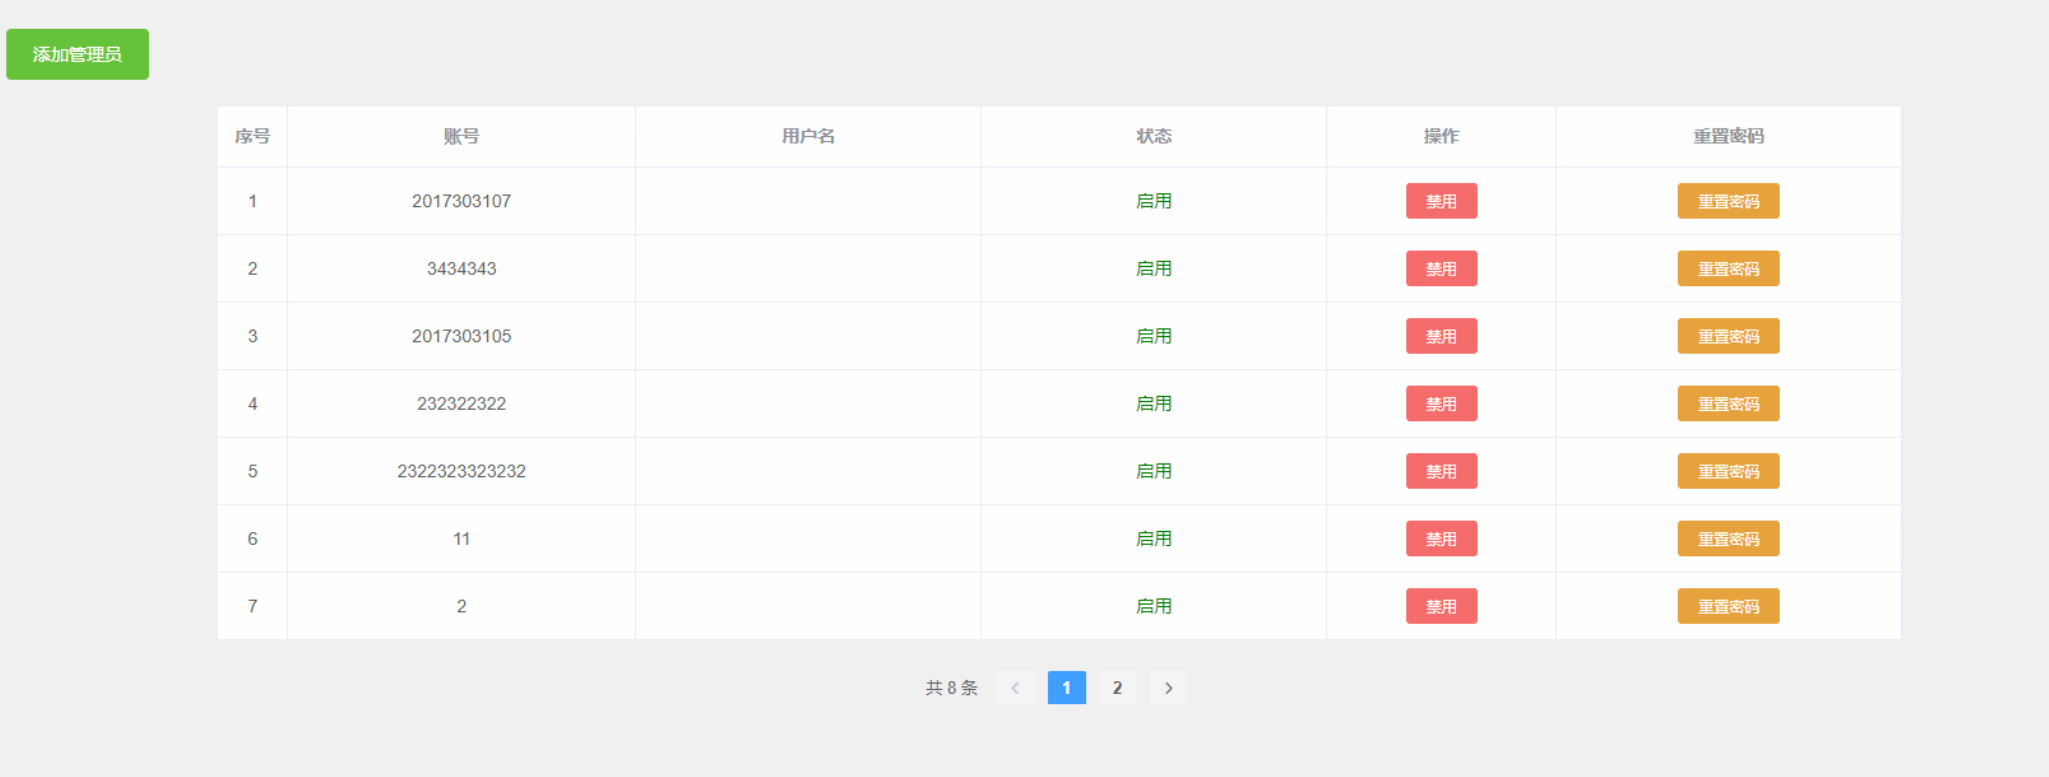 添加管理员
序号 账号 用户名 状态 操作 重置密码
1 2017303107 启用 禁用 重置密码
2 3434343 启用 禁用 重置密码
3 2017303105 启用 禁用 重置密码
4 232322322 启用 禁用 重置密码
5 2322323323232 启用 禁用 重置密码
6 11 启用 禁用 重置密码
7 2 启用 禁用 重置密码
共 8 条 1 2